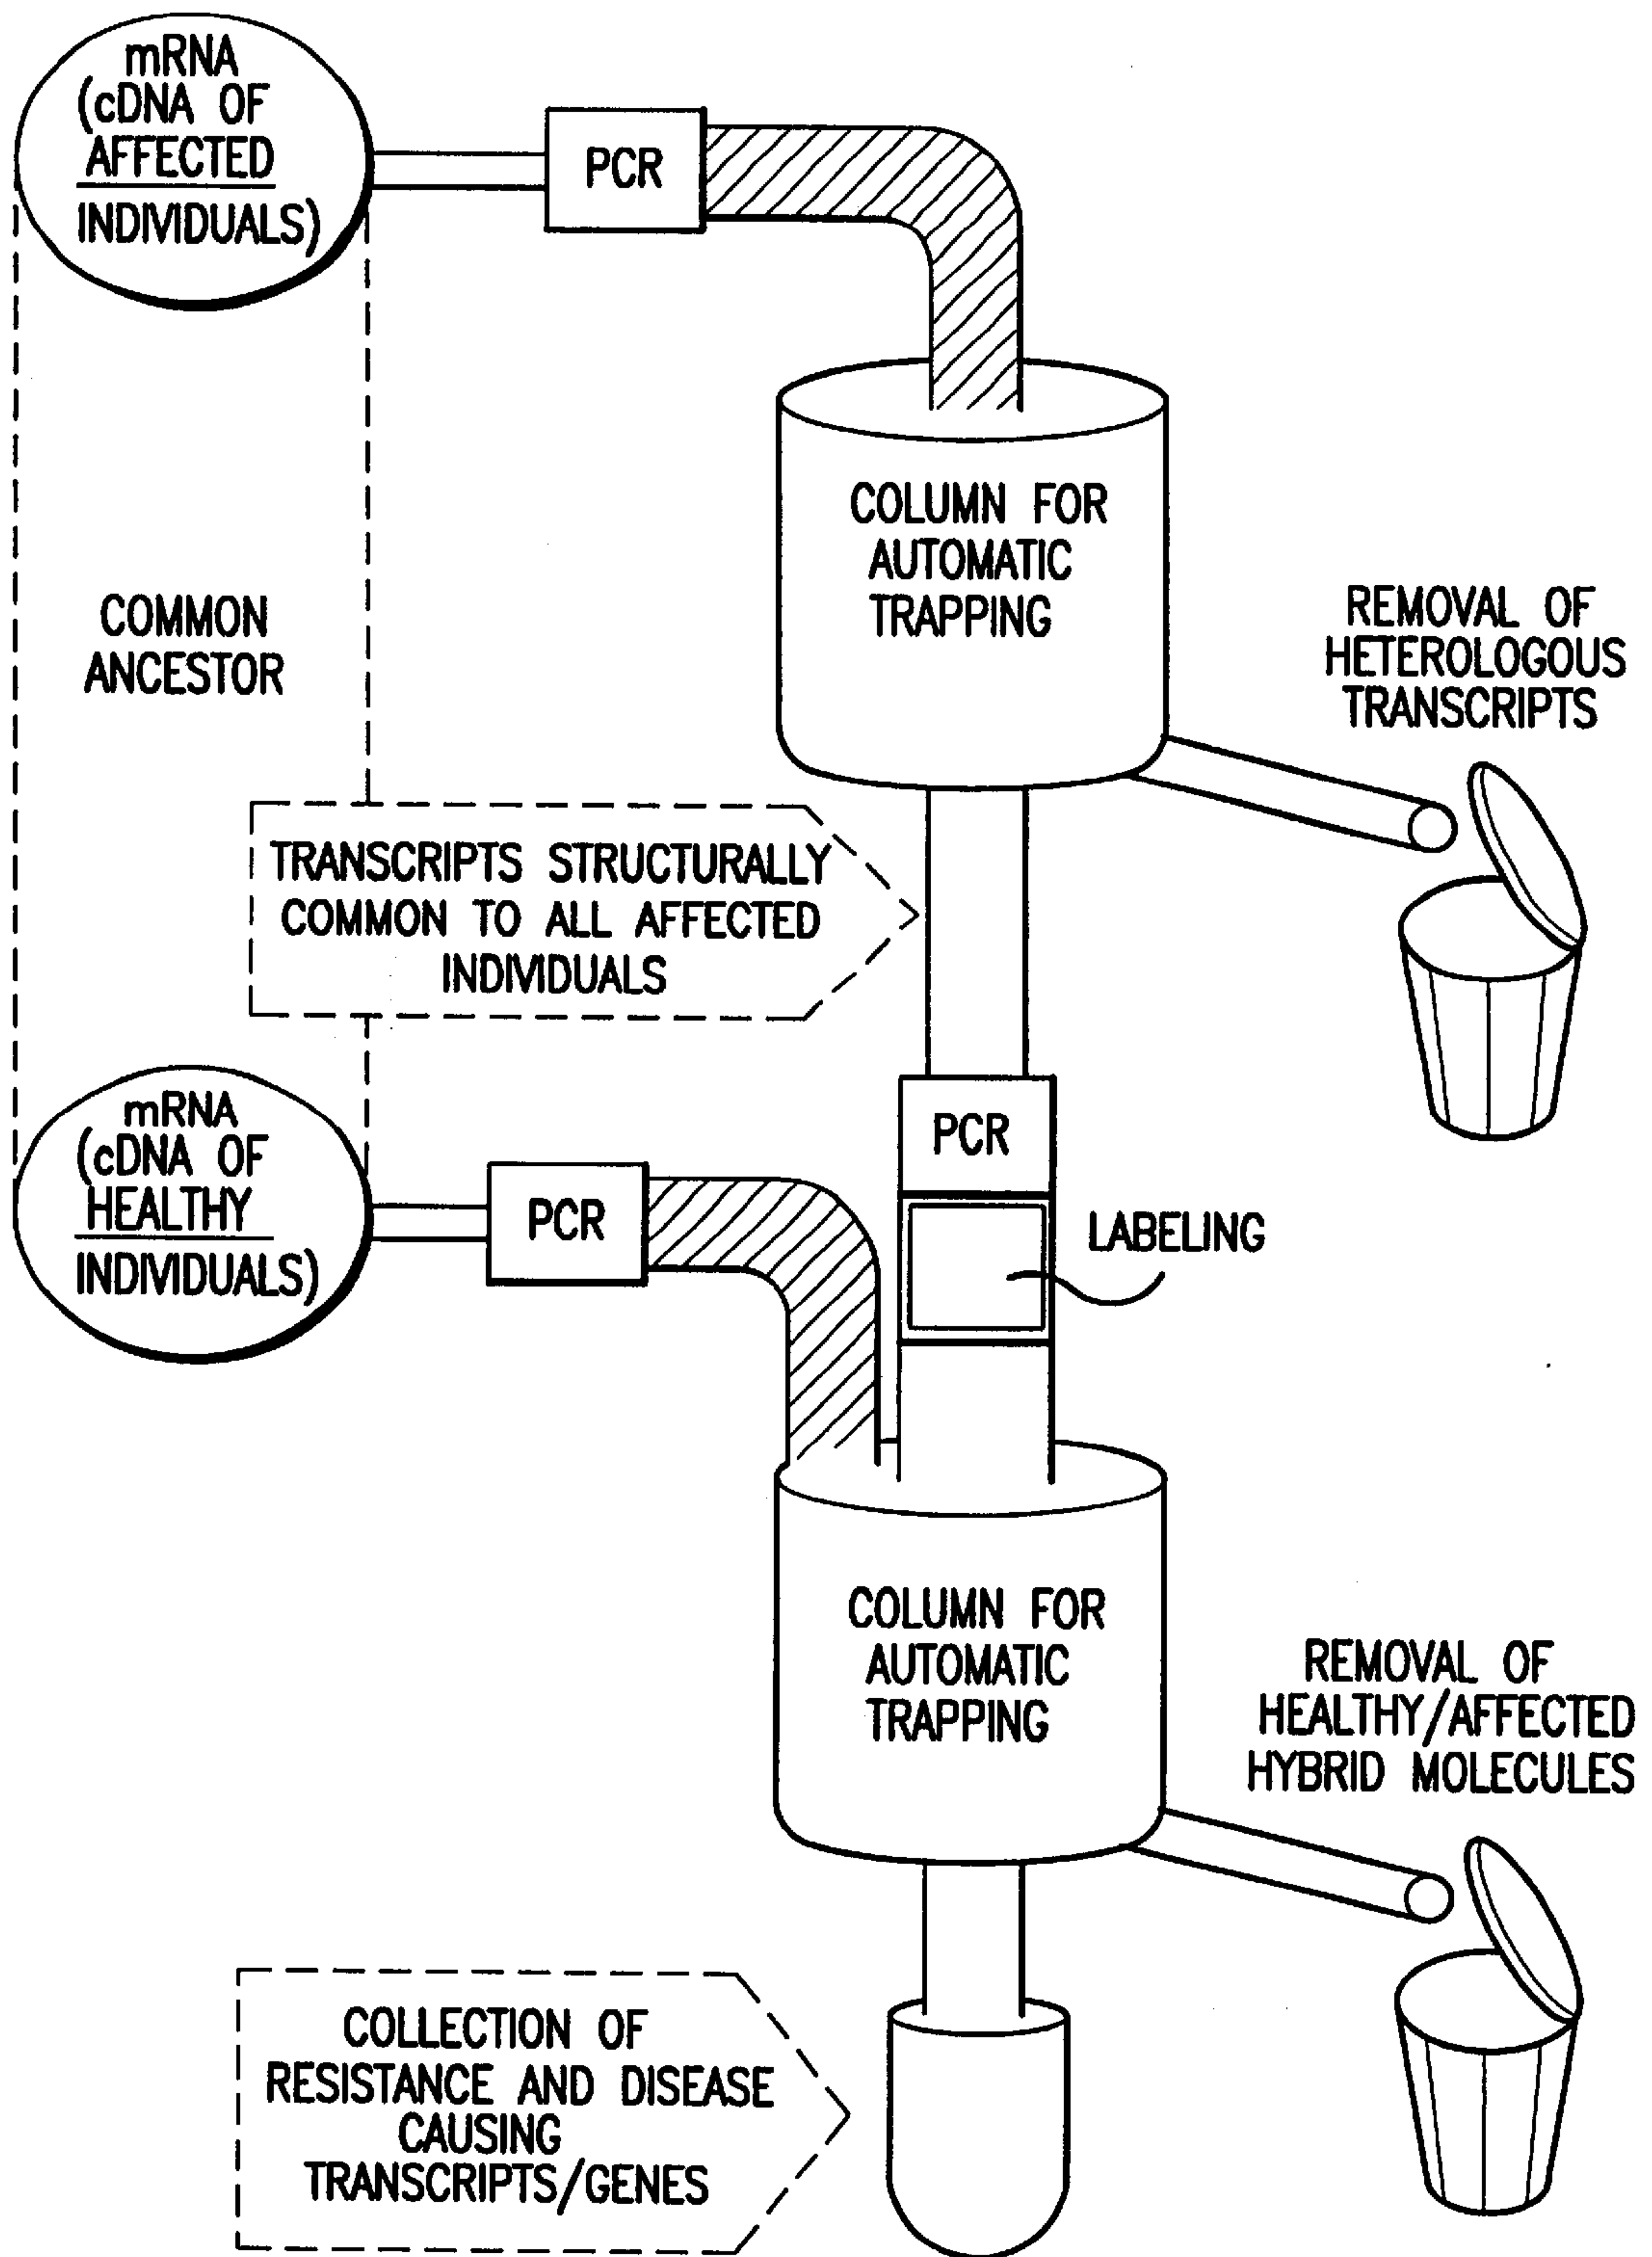 mRNA
(cDNA OF
AFFECTED
INDIVIDUALS)
PCR
COLUMN FOR
AUTOMATIC
TRAPPING
COMMON
ANCESTOR
REMOVAL OF
HETEROLOGOUS
TRANSCRIPTS
TRANSCRIPTS STRUCTURALLY
COMMON TO ALL AFFECTED
INDIVIDUALS
mRNA
(cDNA OF
HEALTHY
INDIVIDUALS)
PCR
PCR
LABELING
COLUMN FOR
AUTOMATIC
TRAPPING
REMOVAL OF
HEALTHY/AFFECTED
HYBRID MOLECULES
COLLECTION OF
RESISTANCE AND DISEASE
CAUSING
TRANSCRIPTS/GENES